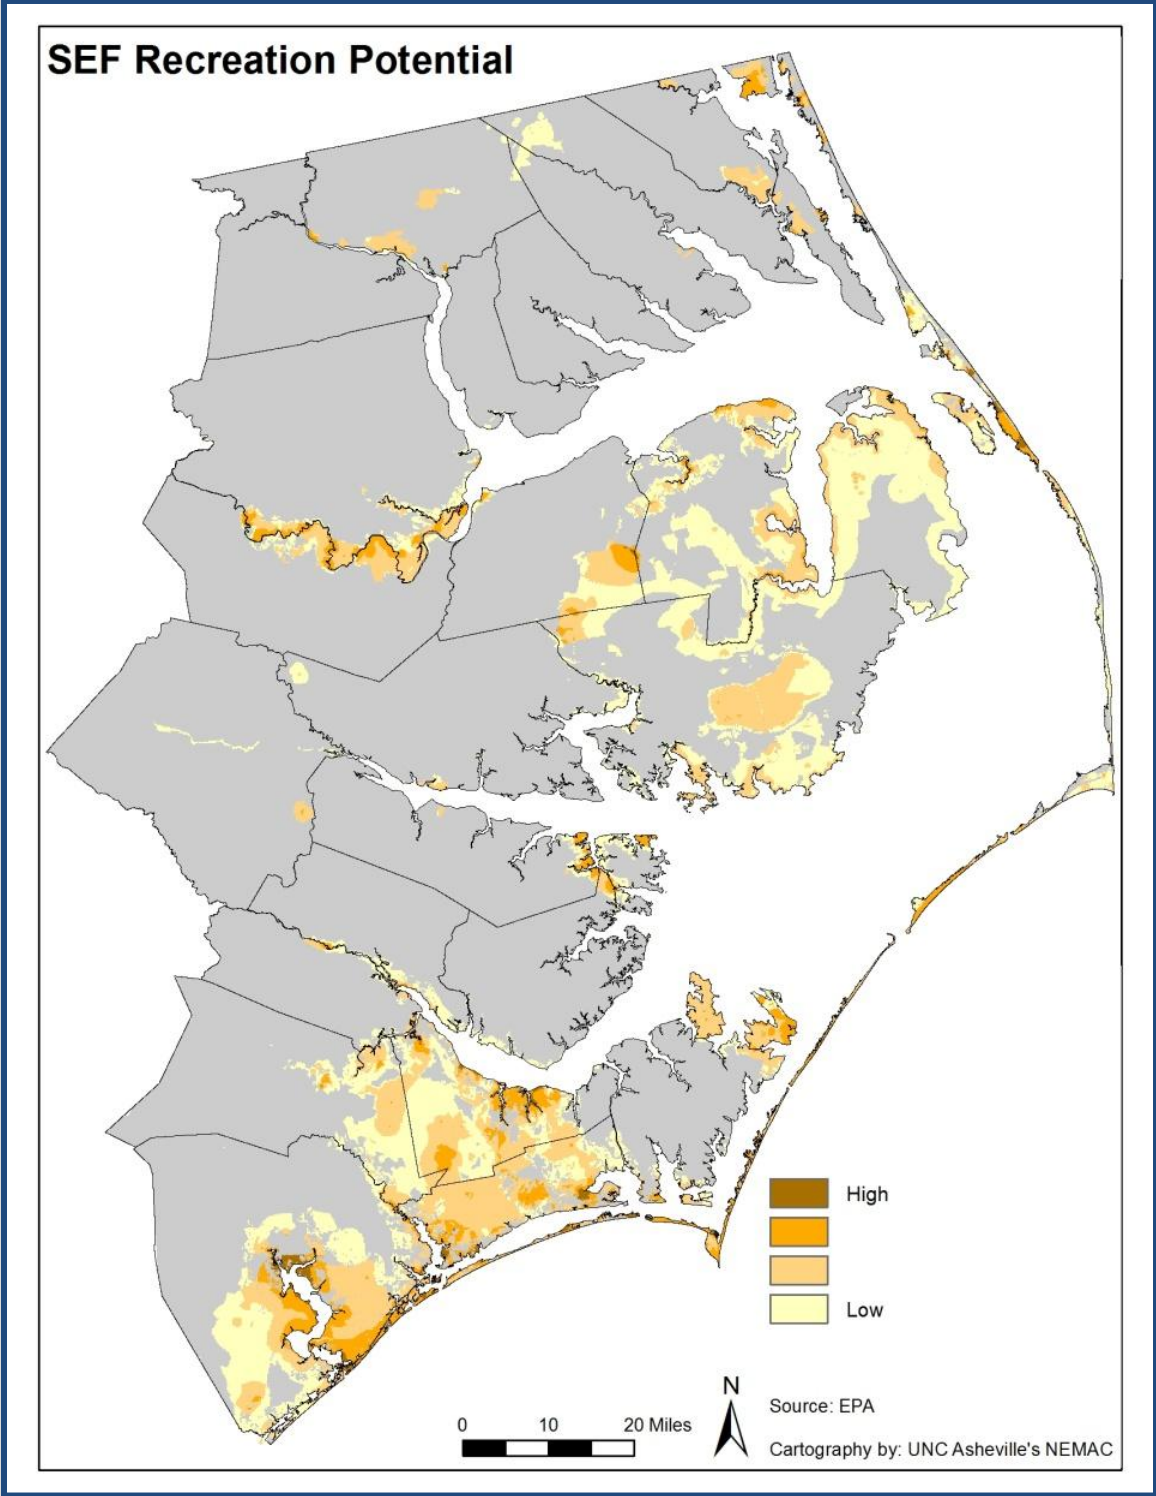 SEF Recreation Potential
High
Low
N
0 10 20 Miles
Source: EPA
Cartography by: UNC Asheville's NEMAC